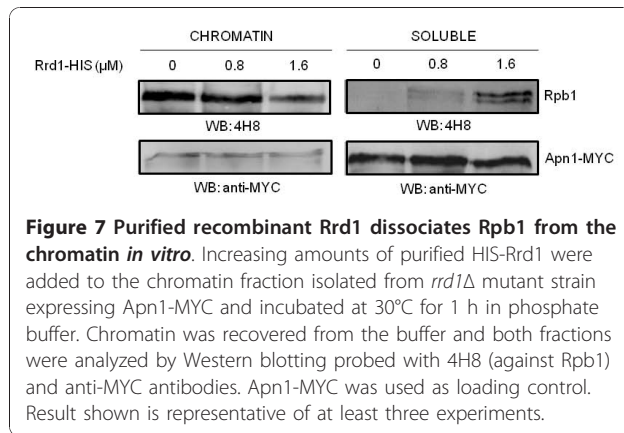 CHROMATIN SOLUBLE
Rrd1-HIS (µM) 0 0.8 1.6 0 0.8 1.6
Rpb1
WB: 4H8 WB: 4H8
Apn1-MYC
WB: anti-MYC WB: anti-MYC
Figure 7 Purified recombinant Rrd1 dissociates Rpb1 from the
chromatin in vitro. Increasing amounts of purified HIS-Rrd1 were
added to the chromatin fraction isolated from rrd1Δ mutant strain
expressing Apn1-MYC and incubated at 30°C for 1 h in phosphate
buffer. Chromatin was recovered from the buffer and both fractions
were analyzed by Western blotting probed with 4H8 (against Rpb1)
and anti-MYC antibodies. Apn1-MYC was used as loading control.
Result shown is representative of at least three experiments.